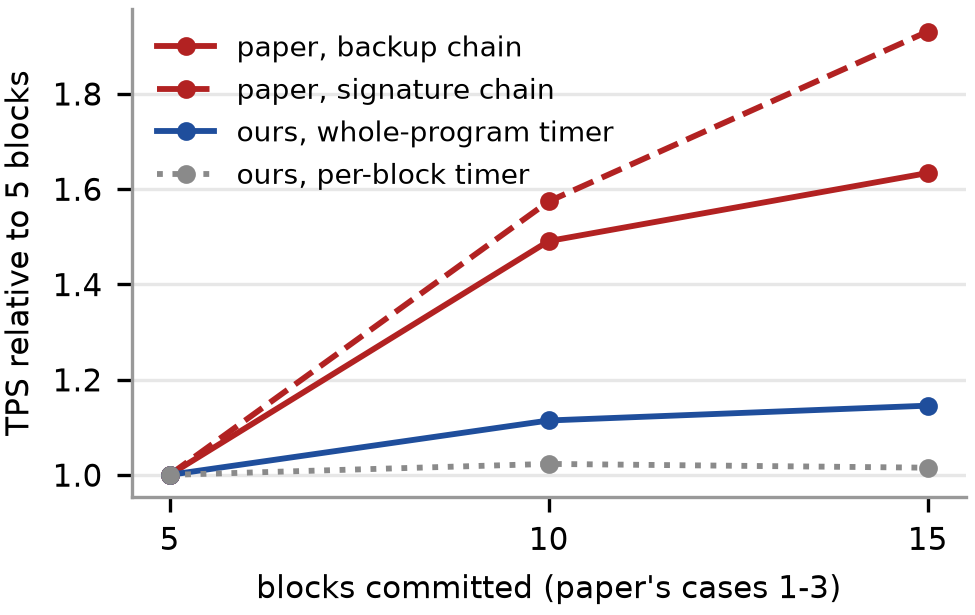 paper, backup chain
paper, signature chain
ours, whole-program timer
ours, per-block timer
TPS relative to 5 blocks
1.8
1.6
1.4
1.2
1.0
5 10 15
blocks committed (paper's cases 1-3)